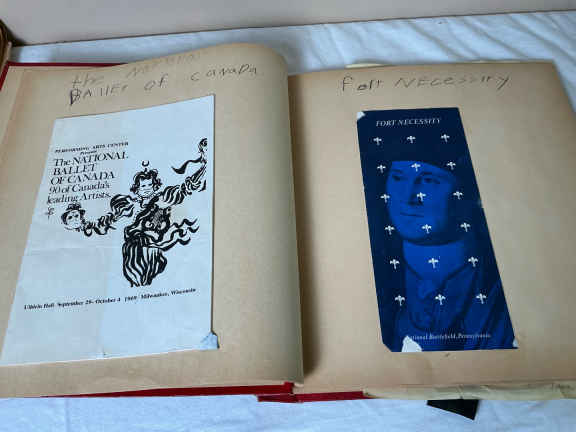 the National
BALLET OF CANADA
PERFORMING ARTS CENTER
Presents
The NATIONAL
BALLET
OF CANADA
90 of Canada's
leading Artists.
Uihlein Hall September 29-October 4 1969 Milwaukee, Wisconsin
Fort NECESSITY
FORT NECESSITY
National Battlefield, Pennsylvania